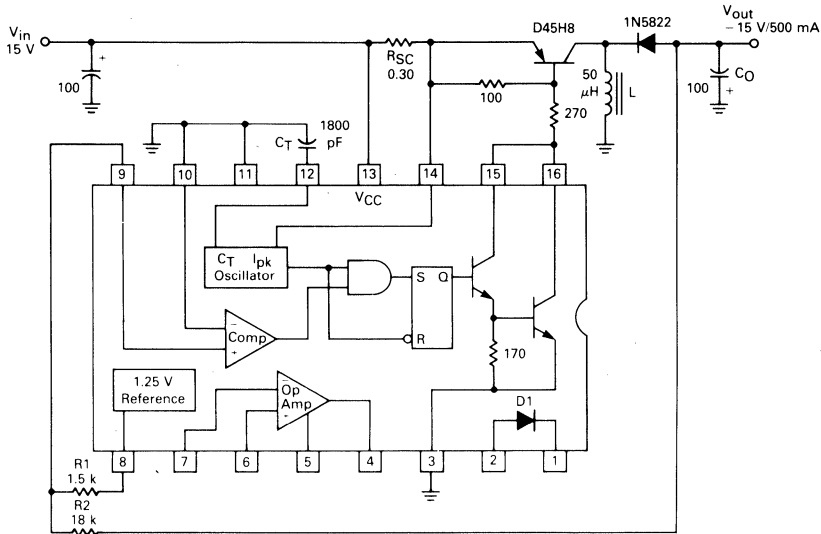 D45H8
1N5822
Vin
15 V
Vout
– 15 V/500 mA
RSC
0.30
100
+
100
50
μH
L
270
100
CO
+
CT
1800
pF
9
10
11
12
13
14
15
16
VCC
CT Ipk
Oscillator
S Q
R
–
Comp
+
170
1.25 V
Reference
–
Op
Amp
D1
8
7
6
5
4
3
2
1
R1
1.5 k
R2
18 k